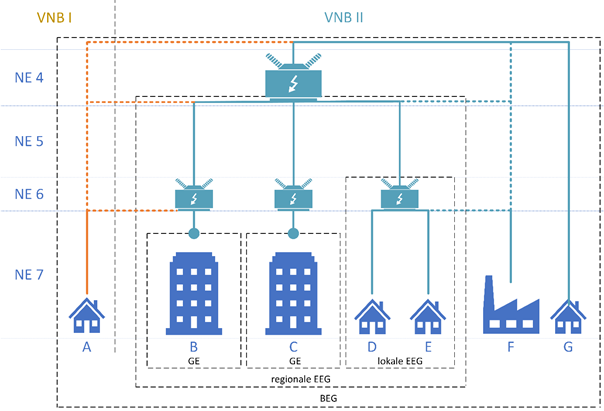 VNB I
VNB II
NE 4
NE 5
NE 6
NE 7
A
B
C
D
E
F
G
GE
GE
lokale EEG
regionale EEG
BEG